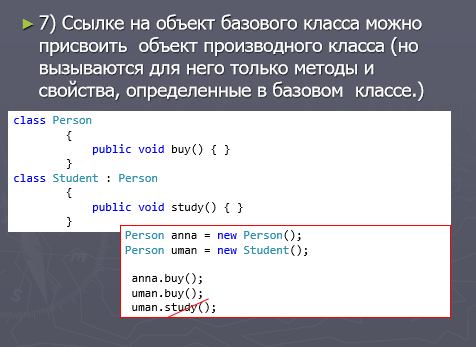 7) Ссылке на объект базового класса можно
присвоить объект производного класса (но
вызываются для него только методы и
свойства, определенные в базовом классе.)
class Person
{
public void buy() { }
}
class Student : Person
{
public void study() { }
}
Person anna = new Person();
Person uman = new Student();
anna.buy();
uman.buy();
uman.study();